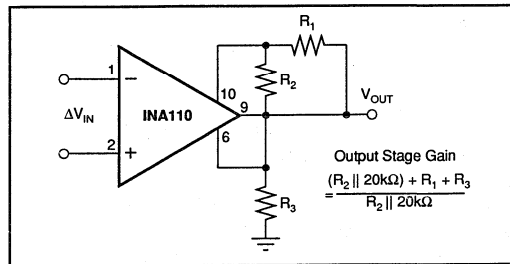 R1
10
R2
1
−
INA110
9
VOUT
ΔVIN
6
2
+
Output Stage Gain
= (R2 || 20kΩ) + R1 + R3
R2 || 20kΩ
R3